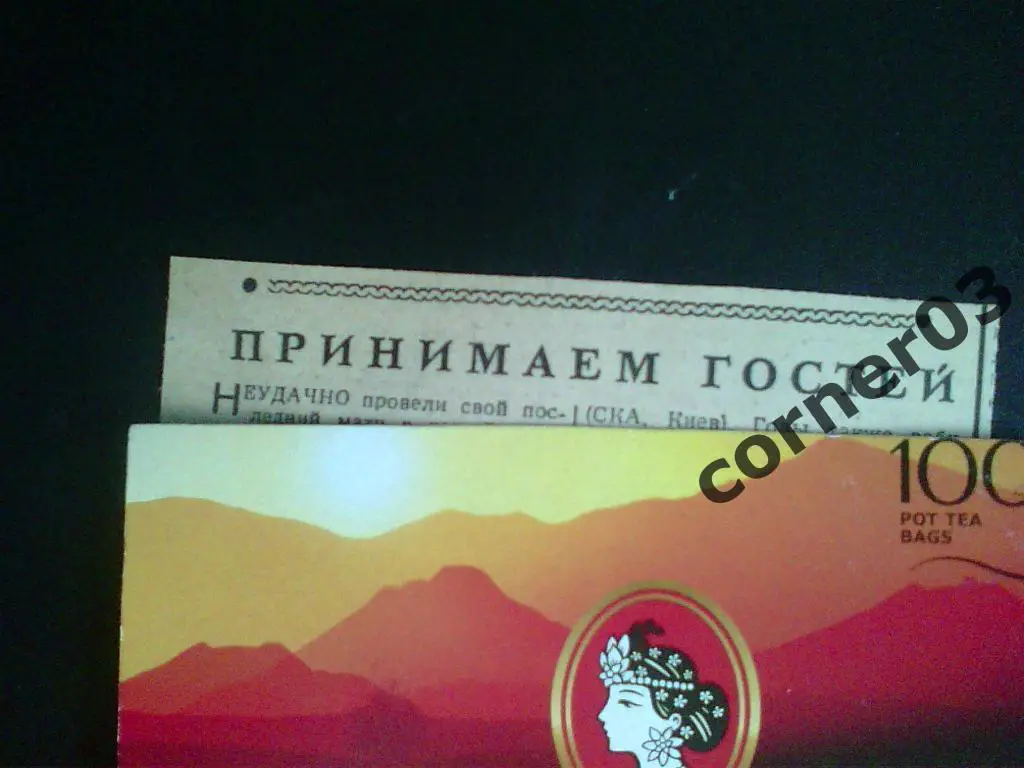 ПРИНИМАЕМ ГОСТЕЙ
НЕУДАЧНО провели свой пос-
(СКА, Киев).
corner03
100
POT TEA
BAGS